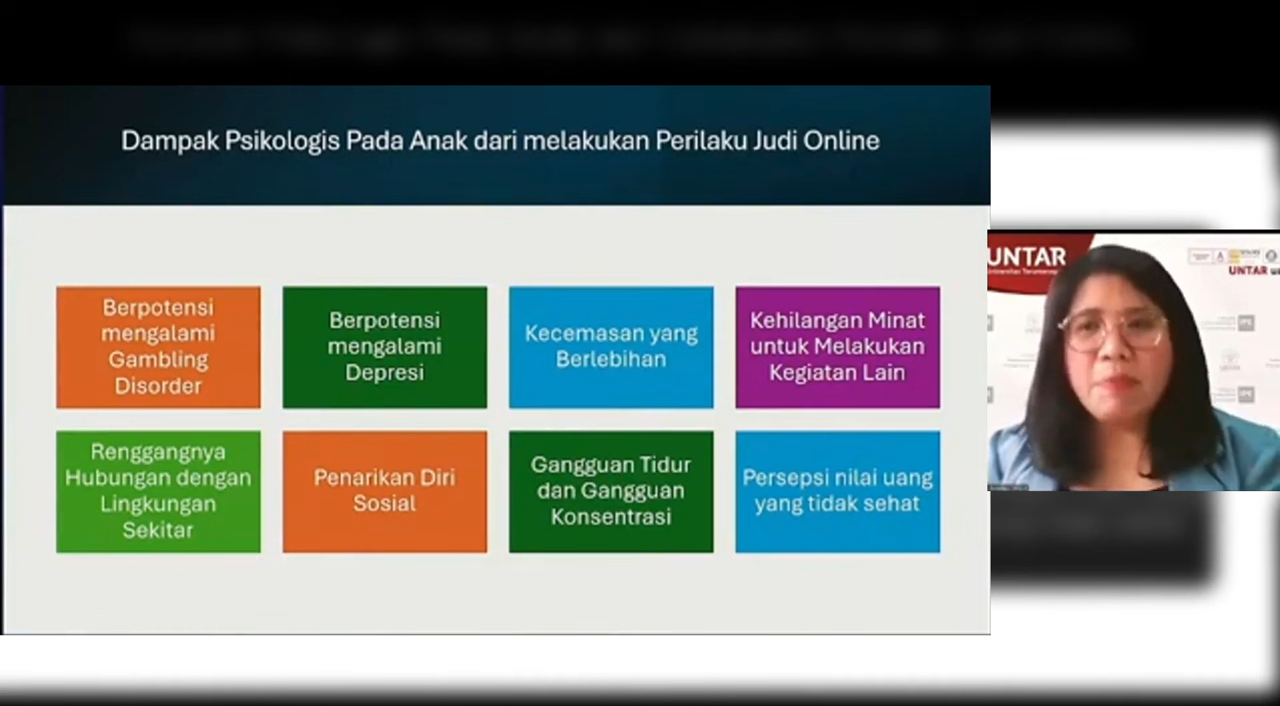 Dampak Psikologis Pada Anak dari melakukan Perilaku Judi Online
Berpotensi
mengalami
Gambling
Disorder
Berpotensi
mengalami
Depresi
Kecemasan yang
Berlebihan
Kehilangan Minat
untuk Melakukan
Kegiatan Lain
Renggangnya
Hubungan dengan
Lingkungan
Sekitar
Penarikan Diri
Sosial
Gangguan Tidur
dan Gangguan
Konsentrasi
Persepsi nilai uang
yang tidak sehat
UNTAR
UNTAR